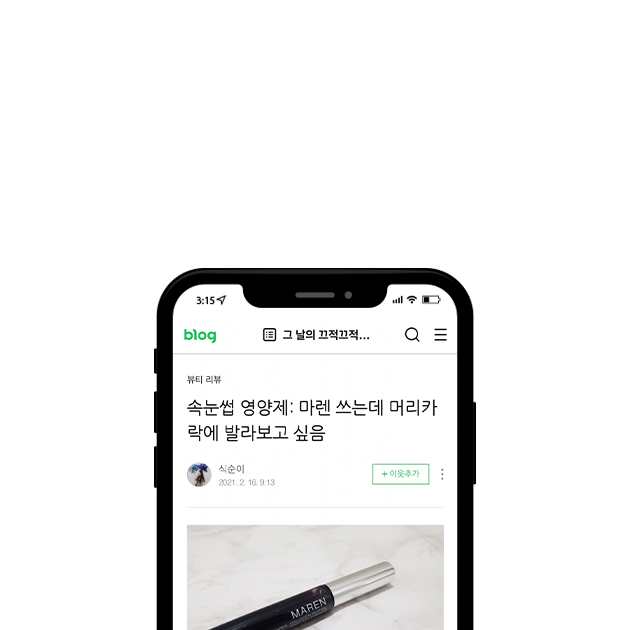 3:15
blog
그 날의 끄적끄적...
뷰티 리뷰
속눈썹 영양제: 마렌 쓰는데 머리카
락에 발라보고 싶음
식순이
2021. 2. 16. 9:13
+ 이웃추가
MAREN